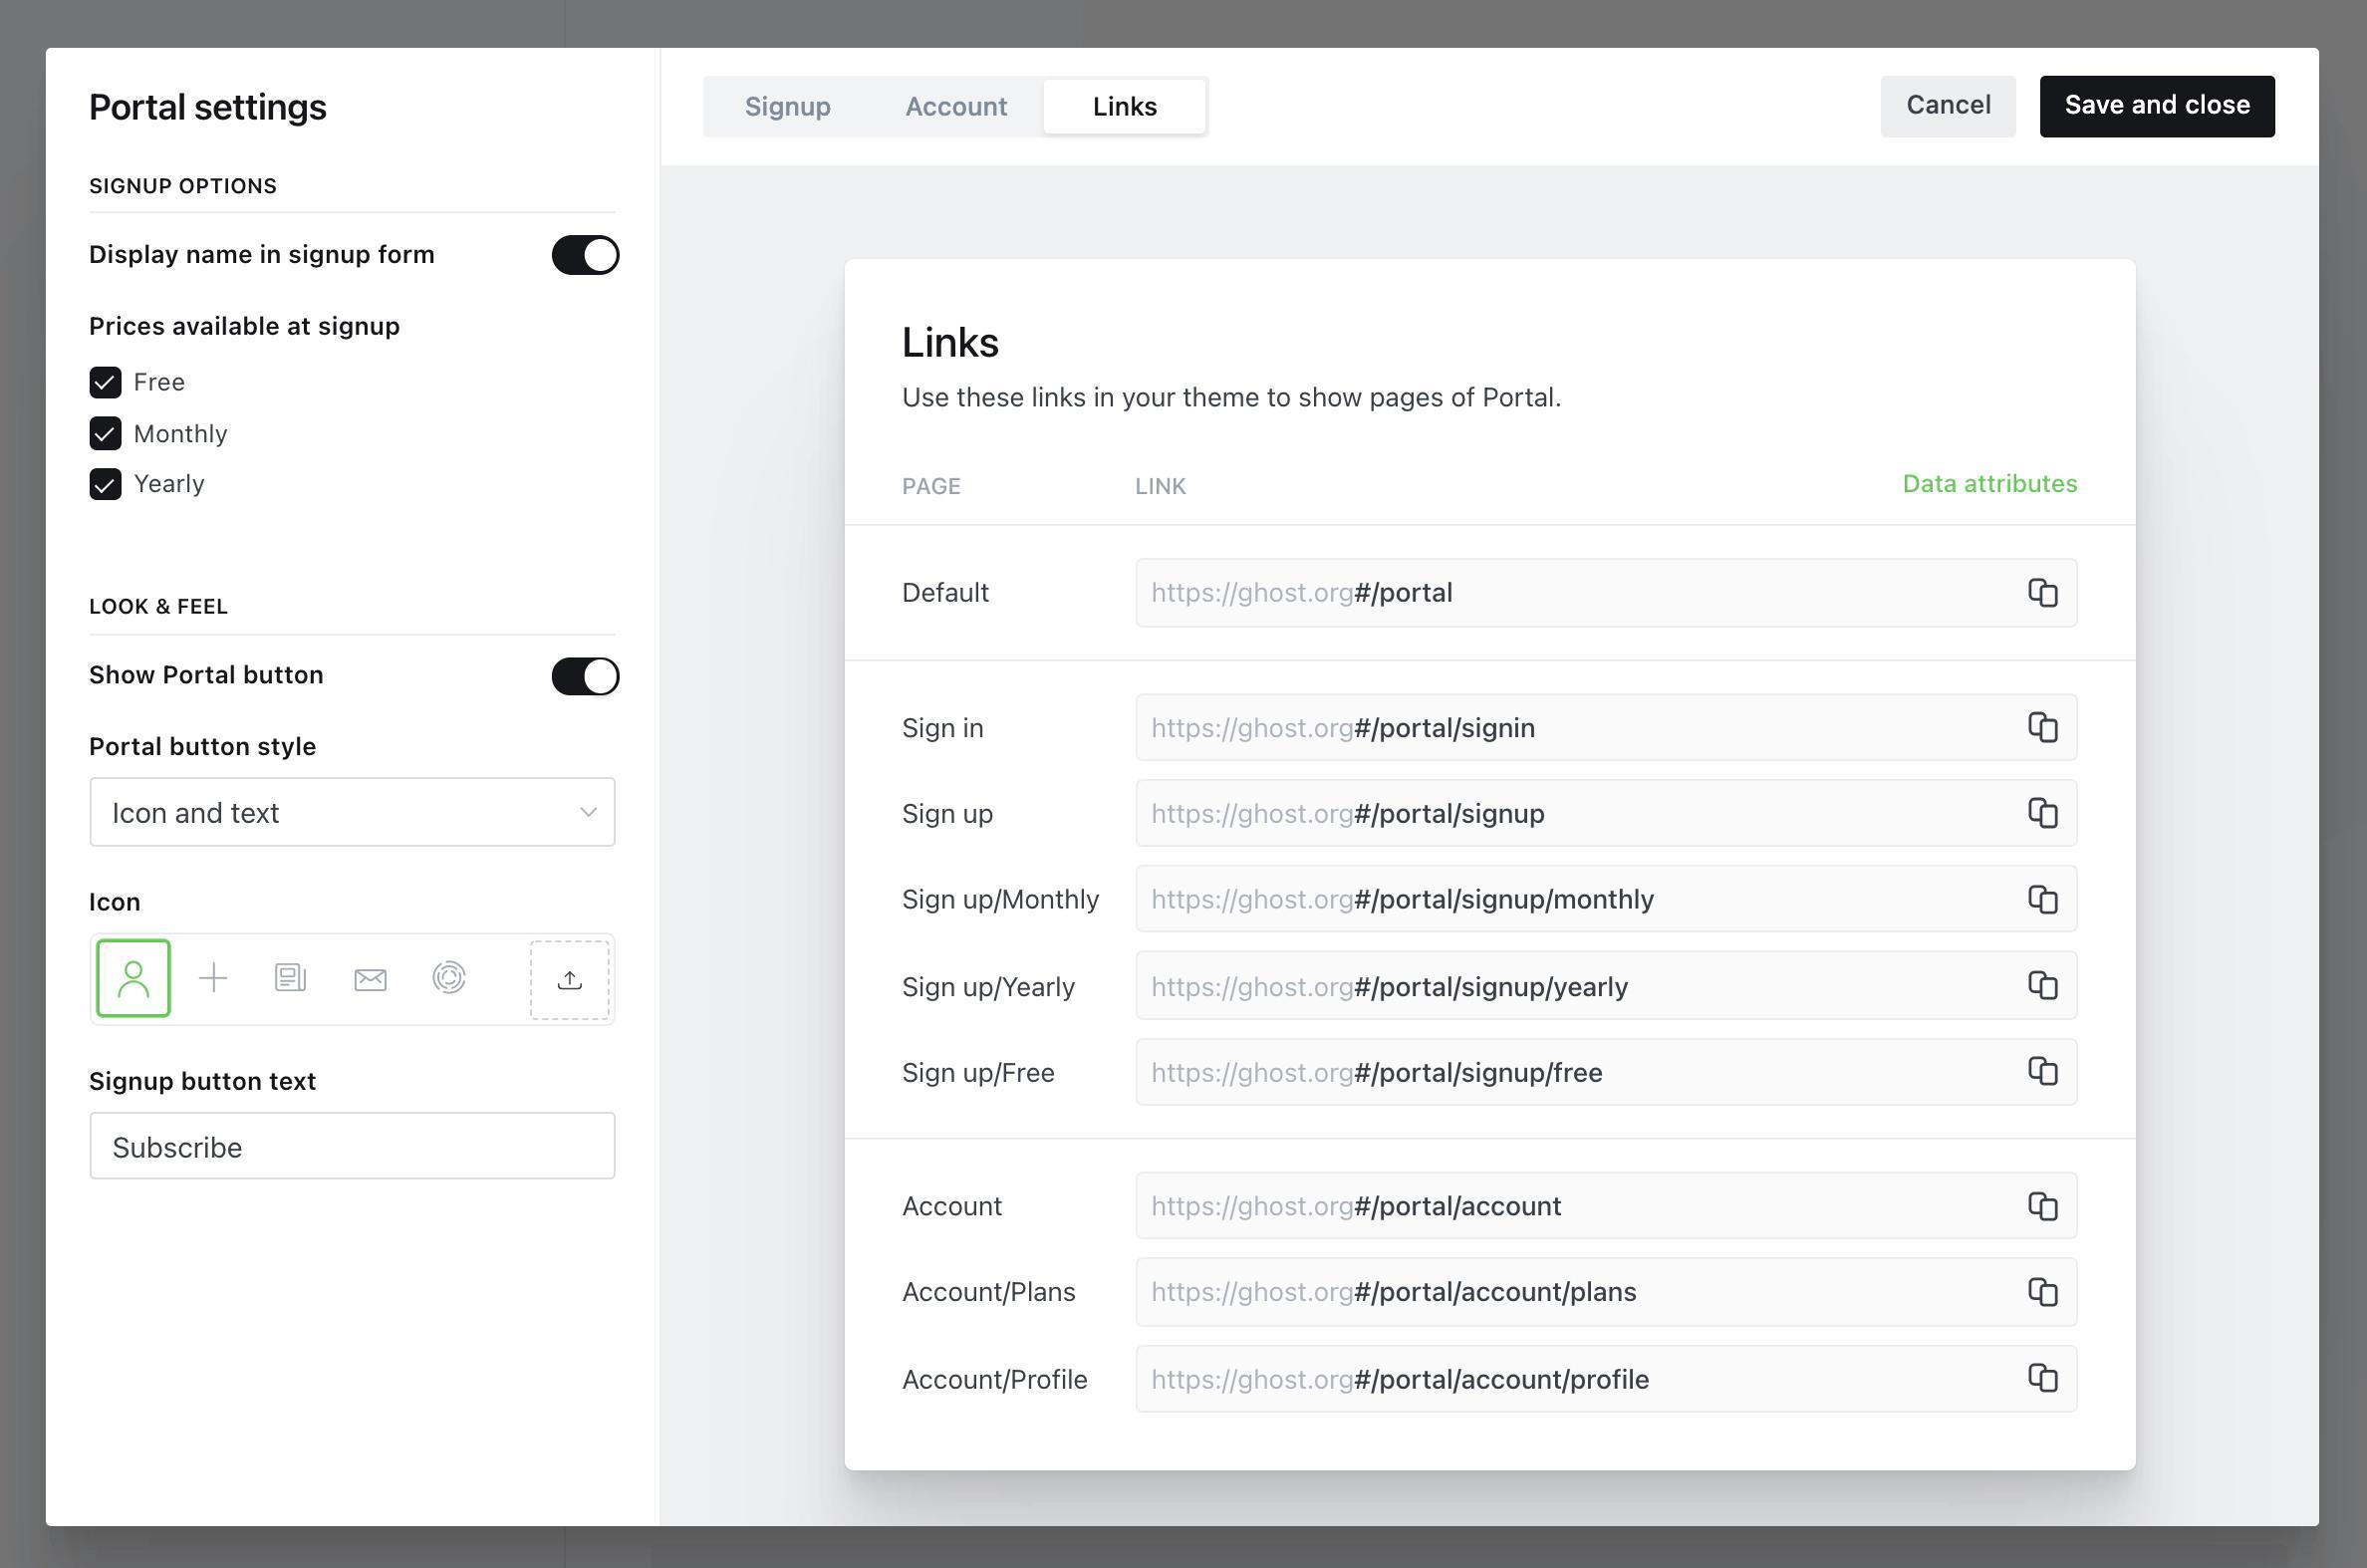 Portal settings
SIGNUP OPTIONS
Display name in signup form
Prices available at signup
Free
Monthly
Yearly
LOOK & FEEL
Show Portal button
Portal button style
Icon and text
Icon
Signup button text
Subscribe
Signup Account Links
Cancel Save and close
Links
Use these links in your theme to show pages of Portal.
PAGE LINK Data attributes
Default https://ghost.org#/portal
Sign in https://ghost.org#/portal/signin
Sign up https://ghost.org#/portal/signup
Sign up/Monthly https://ghost.org#/portal/signup/monthly
Sign up/Yearly https://ghost.org#/portal/signup/yearly
Sign up/Free https://ghost.org#/portal/signup/free
Account https://ghost.org#/portal/account
Account/Plans https://ghost.org#/portal/account/plans
Account/Profile https://ghost.org#/portal/account/profile